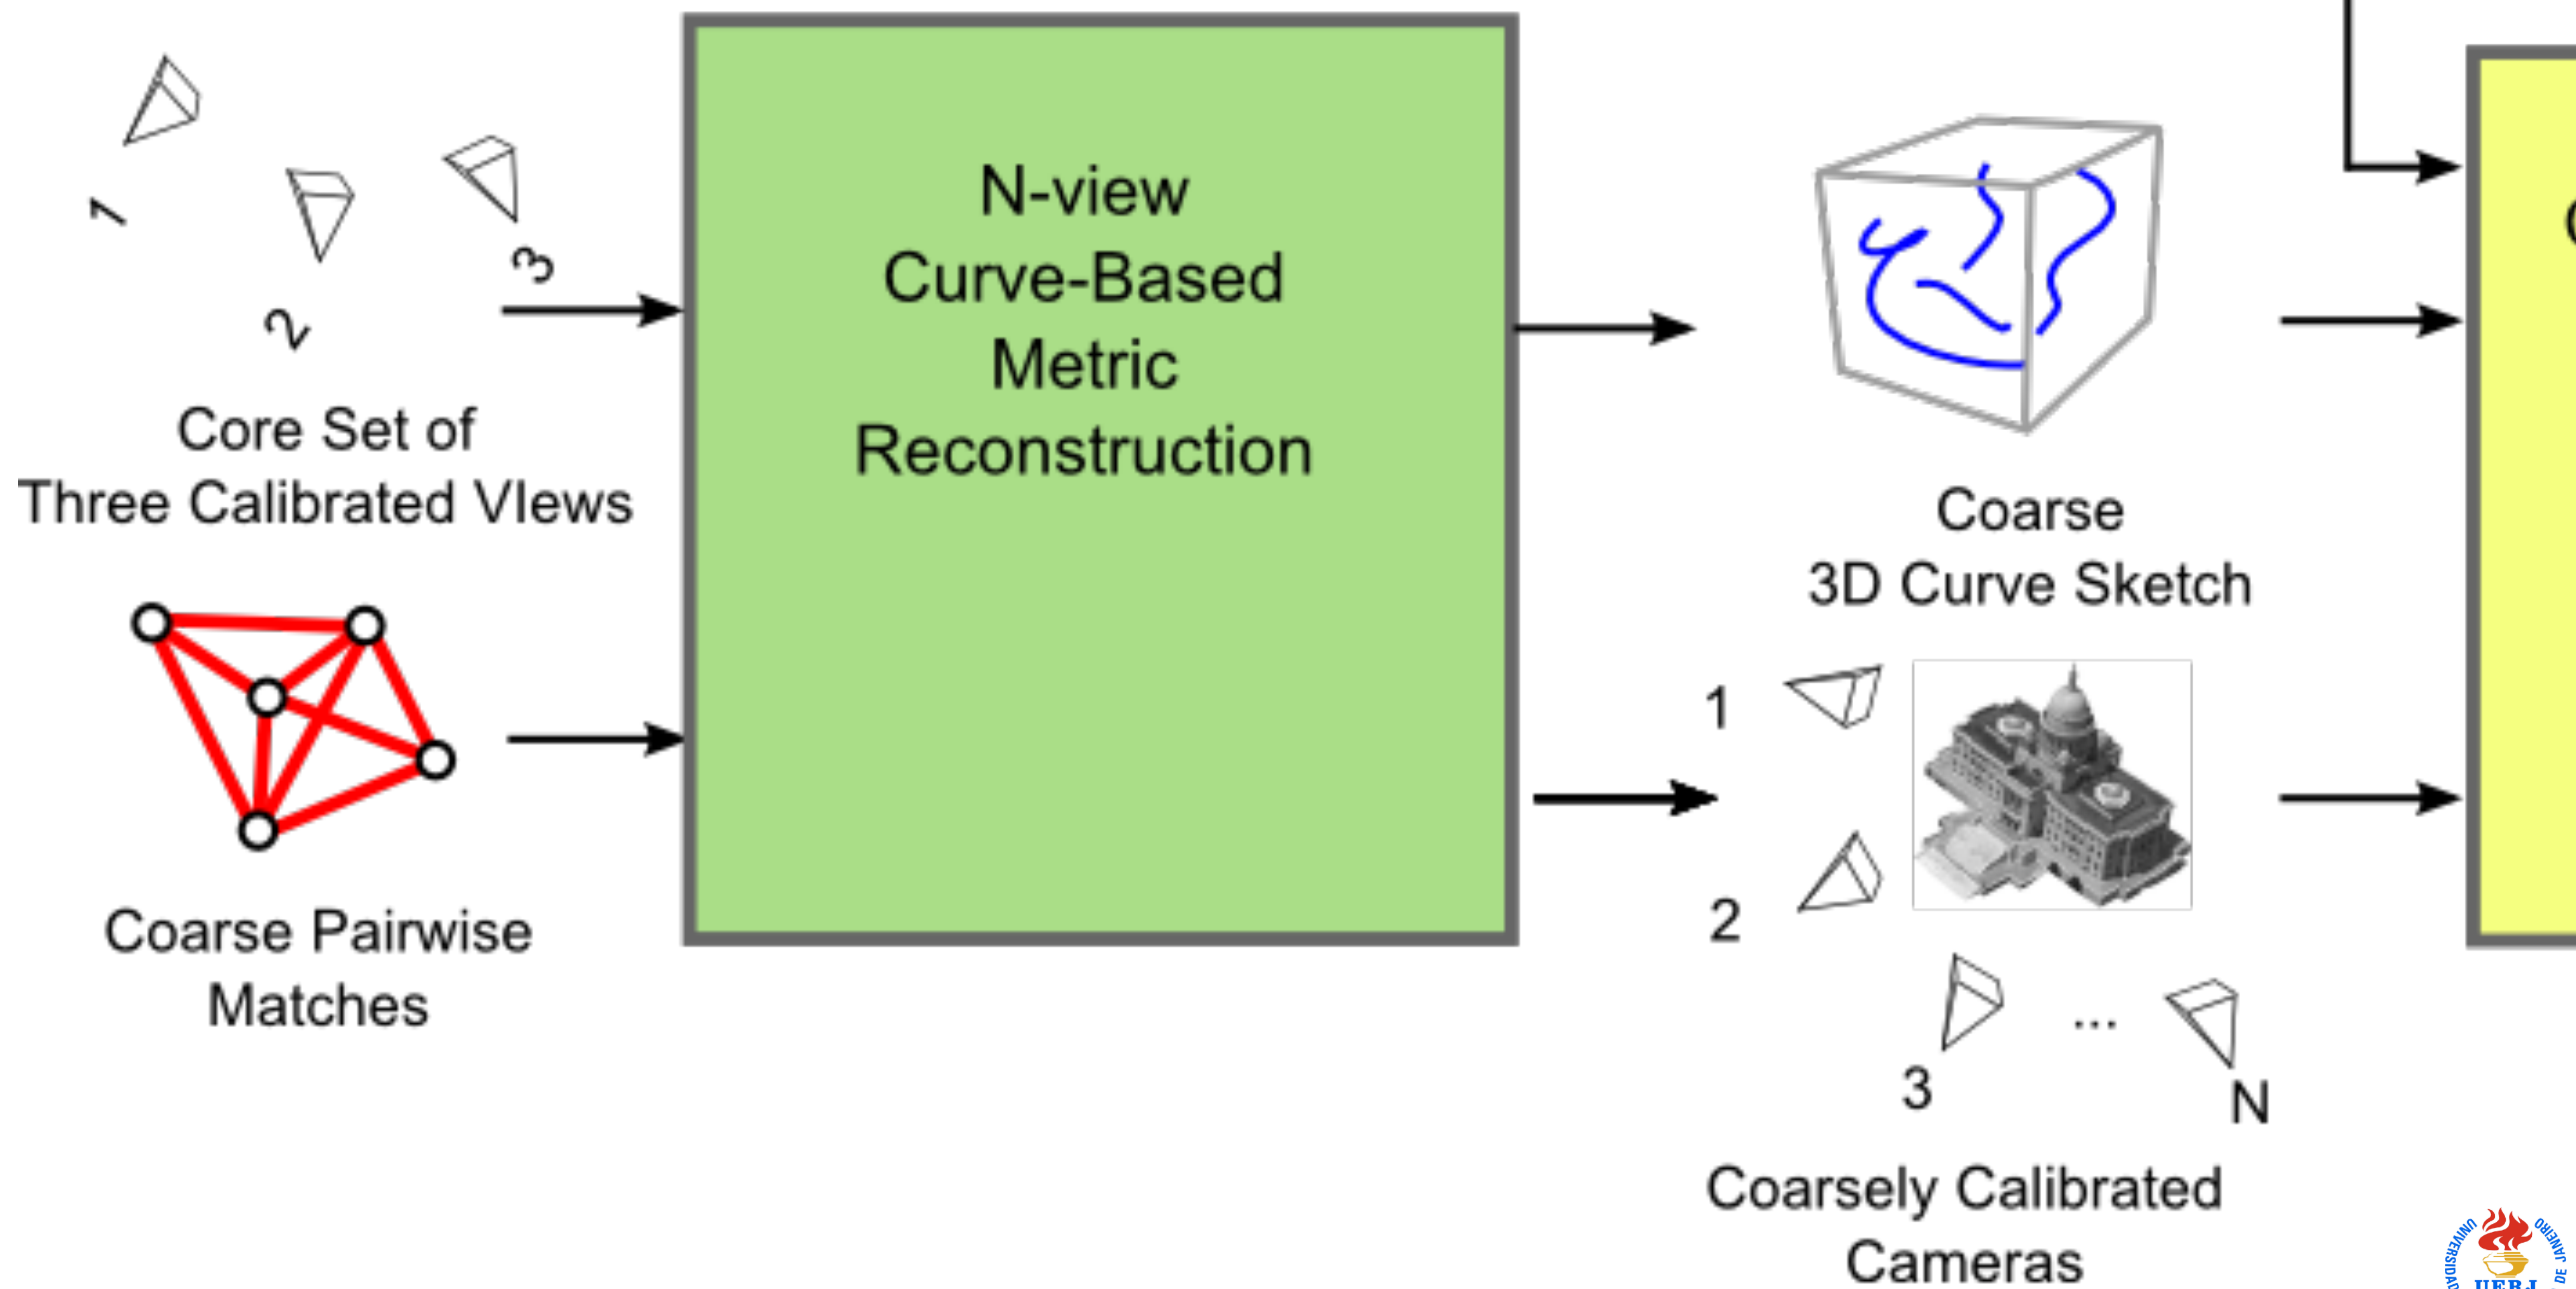 1
2
3
Core Set of
Three Calibrated VIews
Coarse Pairwise
Matches
N-view
Curve-Based
Metric
Reconstruction
Coarse
3D Curve Sketch
1
2
3
...
N
Coarsely Calibrated
Cameras
UERJ